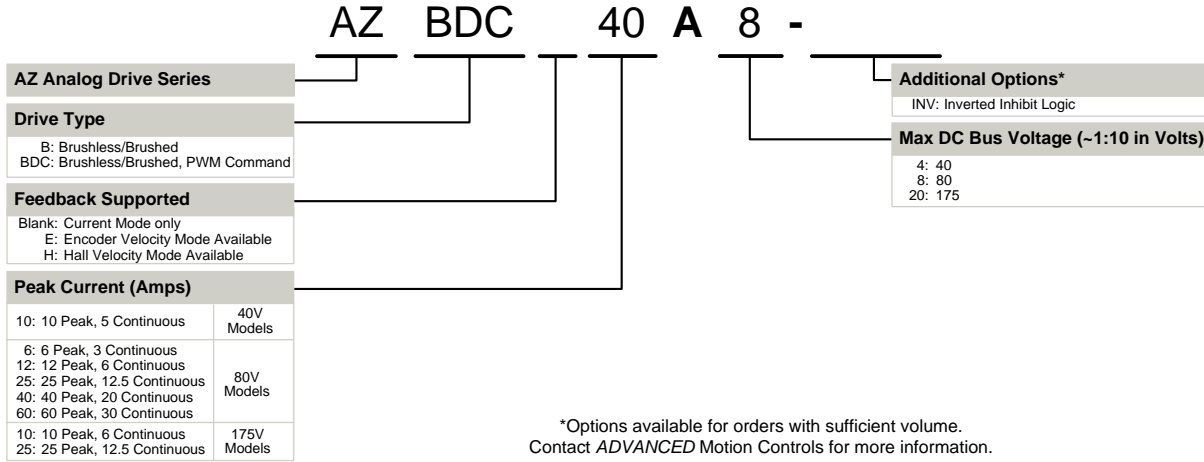 AZ BDC 40 A 8 -
AZ Analog Drive Series
Drive Type
B: Brushless/Brushed
BDC: Brushless/Brushed, PWM Command
Feedback Supported
Blank: Current Mode only
E: Encoder Velocity Mode Available
H: Hall Velocity Mode Available
Peak Current (Amps)
10: 10 Peak, 5 Continuous
40V
Models
6: 6 Peak, 3 Continuous
12: 12 Peak, 6 Continuous
25: 25 Peak, 12.5 Continuous
40: 40 Peak, 20 Continuous
60: 60 Peak, 30 Continuous
80V
Models
10: 10 Peak, 6 Continuous
25: 25 Peak, 12.5 Continuous
175V
Models
Additional Options*
INV: Inverted Inhibit Logic
Max DC Bus Voltage (~1:10 in Volts)
4: 40
8: 80
20: 175
*Options available for orders with sufficient volume.
Contact ADVANCED Motion Controls for more information.